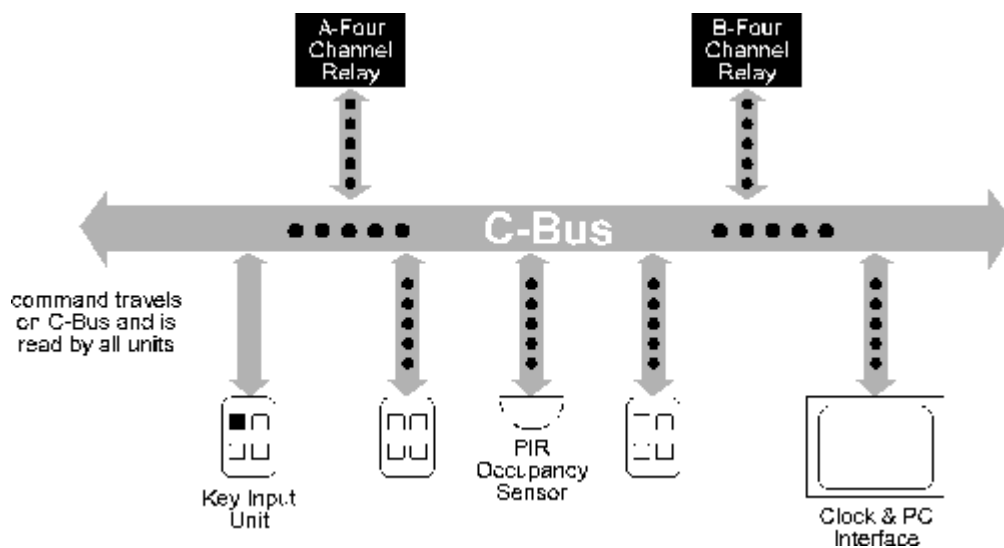 A-Four
Channel
Relay
B-Four
Channel
Relay
C-Bus
command travels
on C-Bus and is
read by all units
Key Input
Unit
PIR
Occupancy
Sensor
Clock & PC
Interface